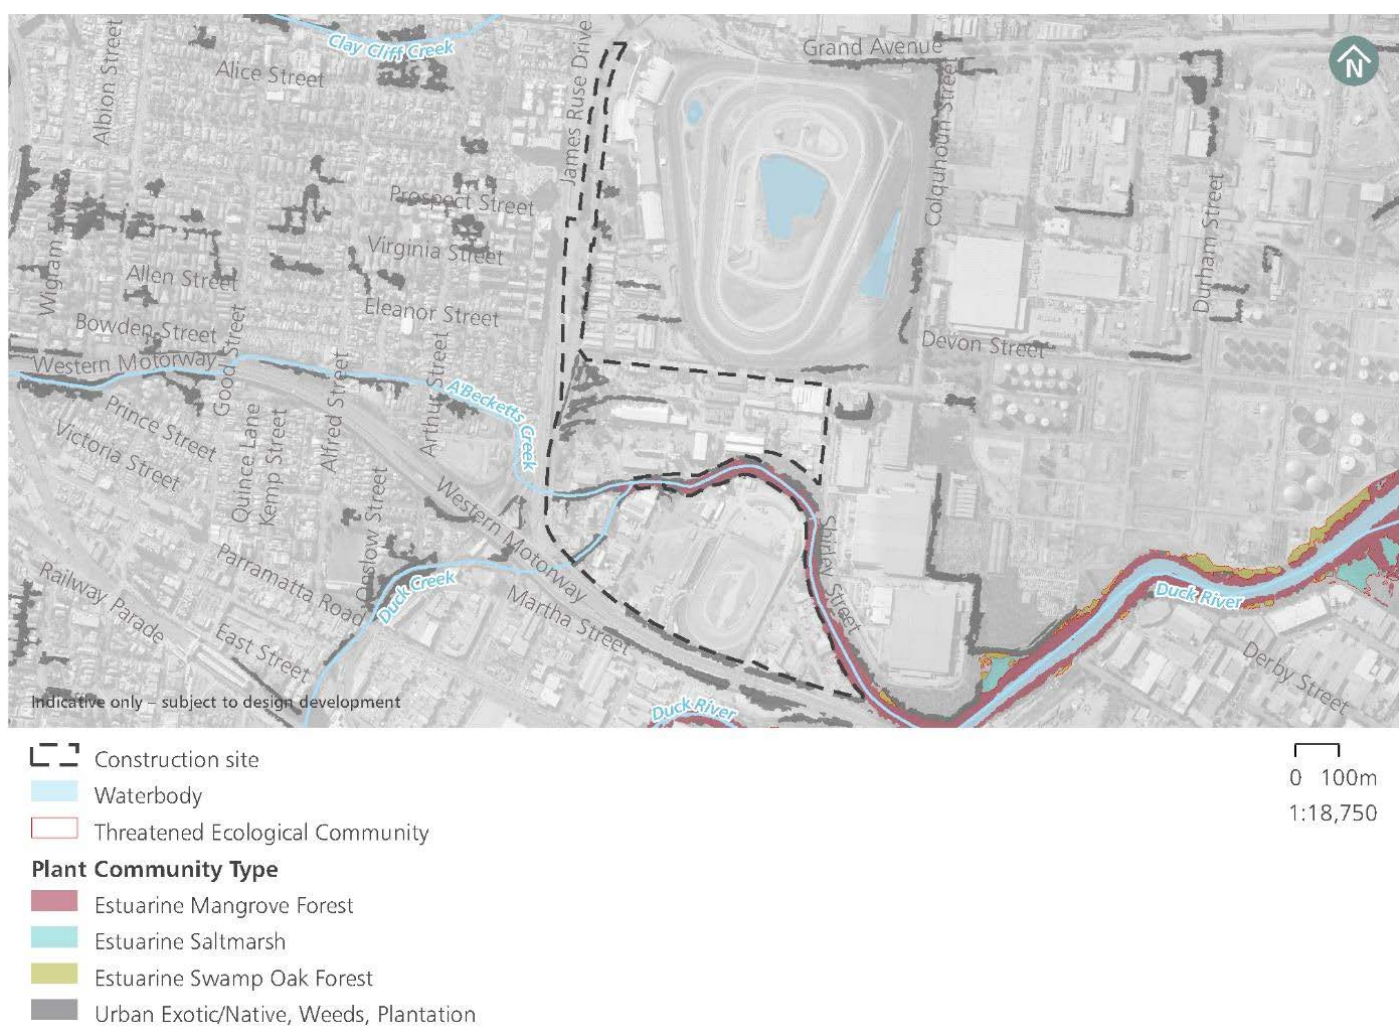 Clay Cliff Creek
Grand Avenue
N
Albion Street
Alice Street
James Ruse Drive
Colquhoun Street
Durham Street
Prospect Street
Virginia Street
Wigram
Allen Street
Eleanor Street
Bowden Street
Good Street
Devon Street
Western Motorway
Alfred Street
Arthur Street
A'Becketts Creek
Prince Street
Victoria Street
Quince Lane
Kemp Street
Onslow Street
Western Motorway
Shirley Street
Parramatta Road
Railway Parade
Duck Creek
Martha Street
Duck River
East Street
Derby Street
Indicative only – subject to design development
Duck River
Construction site
Waterbody
Threatened Ecological Community
Plant Community Type
Estuarine Mangrove Forest
Estuarine Saltmarsh
Estuarine Swamp Oak Forest
Urban Exotic/Native, Weeds, Plantation
0 100m
1:18,750